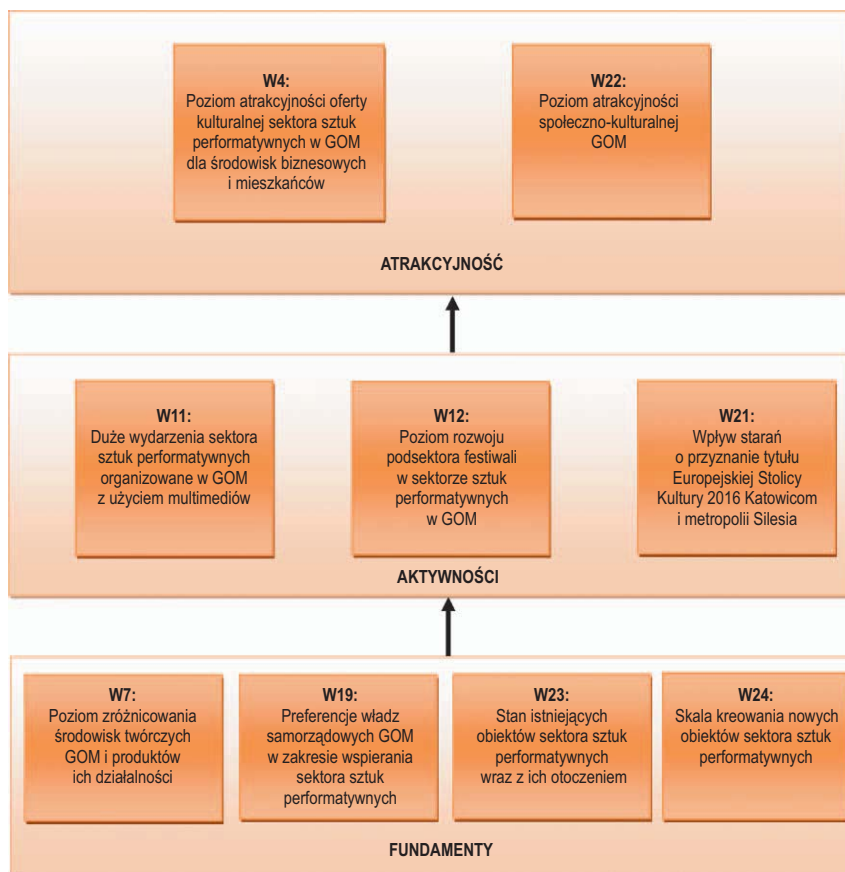 W4:
Poziom atrakcyjności oferty
kulturalnej sektora sztuk
performatywnych w GOM
dla środowisk biznesowych
i mieszkańców
W22:
Poziom atrakcyjności
społeczno-kulturalnej
GOM
ATRAKCYJNOŚĆ
W11:
Duże wydarzenia sektora
sztuk performatywnych
organizowane w GOM
z użyciem multimediów
W12:
Poziom rozwoju
podsektora festiwali
w sektorze sztuk
performatywnych
w GOM
W21:
Wpływ starań
o przyznanie tytułu
Europejskiej Stolicy
Kultury 2016 Katowicom
i metropolii Silesia
AKTYWNOŚCI
W7:
Poziom zróżnicowania
środowisk twórczych
GOM i produktów
ich działalności
W19:
Preferencje władz
samorządowych GOM
w zakresie wspierania
sektora sztuk
performatywnych
W23:
Stan istniejących
obiektów sektora sztuk
performatywnych
wraz z ich otoczeniem
W24:
Skala kreowania nowych
obiektów sektora sztuk
performatywnych
FUNDAMENTY